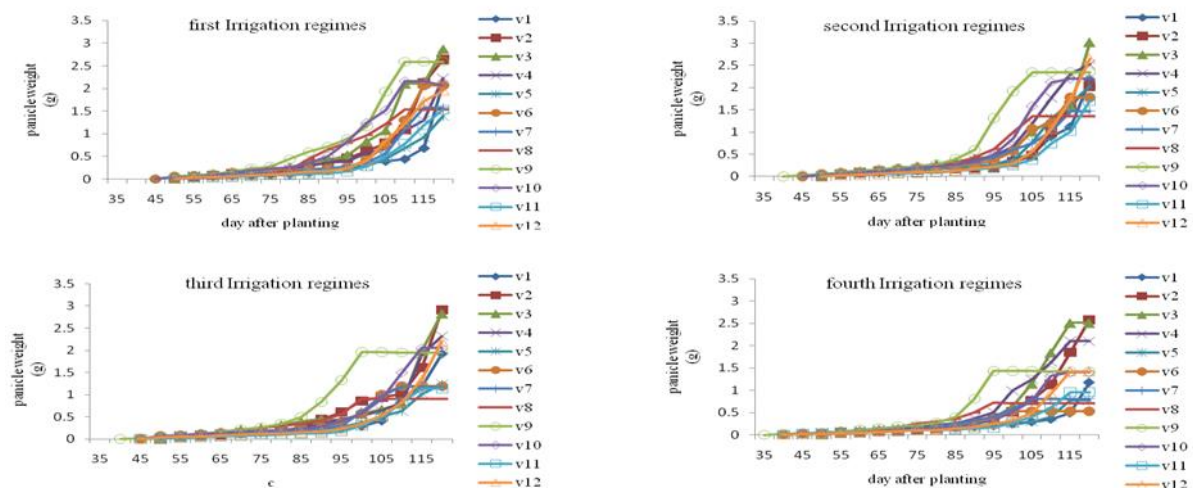 first Irrigation regimes
panicleweight
(g)
3.5
3
2.5
2
1.5
1
0.5
0
35 45 55 65 75 85 95 105 115
day after planting
v1
v2
v3
v4
v5
v6
v7
v8
v9
v10
v11
v12
second Irrigation regimes
panicleweight
(g)
3.5
3
2.5
2
1.5
1
0.5
0
35 45 55 65 75 85 95 105 115
day after planting
v1
v2
v3
v4
v5
v6
v7
v8
v9
v10
v11
v12
third Irrigation regimes
panicleweight
(g)
3.5
3
2.5
2
1.5
1
0.5
0
35 45 55 65 75 85 95 105 115
c
v1
v2
v3
v4
v5
v6
v7
v8
v9
v10
v11
v12
fourth Irrigation regimes
panicleweight
(g)
3.5
3
2.5
2
1.5
1
0.5
0
35 45 55 65 75 85 95 105 115
day after planting
v1
v2
v3
v4
v5
v6
v7
v8
v9
v10
v11
v12